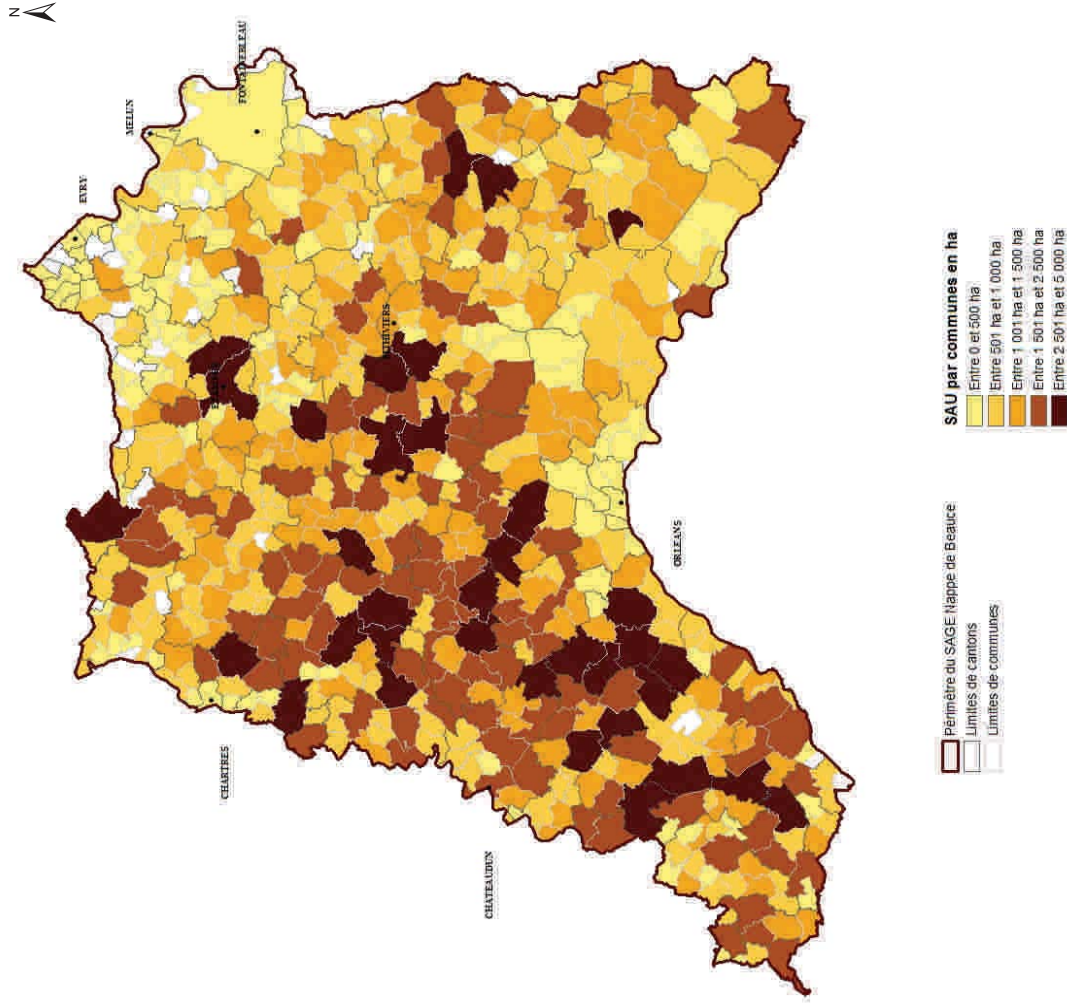 N
EVRY
MELUN
FONTAINEBLEAU
CHARTRES
PITHIVIERS
CHATEAUDUN
ORLEANS
SAU par communes en ha
Entre 0 et 500 ha
Entre 501 ha et 1 000 ha
Entre 1 001 ha et 1 500 ha
Entre 1 501 ha et 2 500 ha
Entre 2 501 ha et 5 000 ha
Périmètre du SAGE Nappe de Beauce
Limites de cantons
Limites de communes